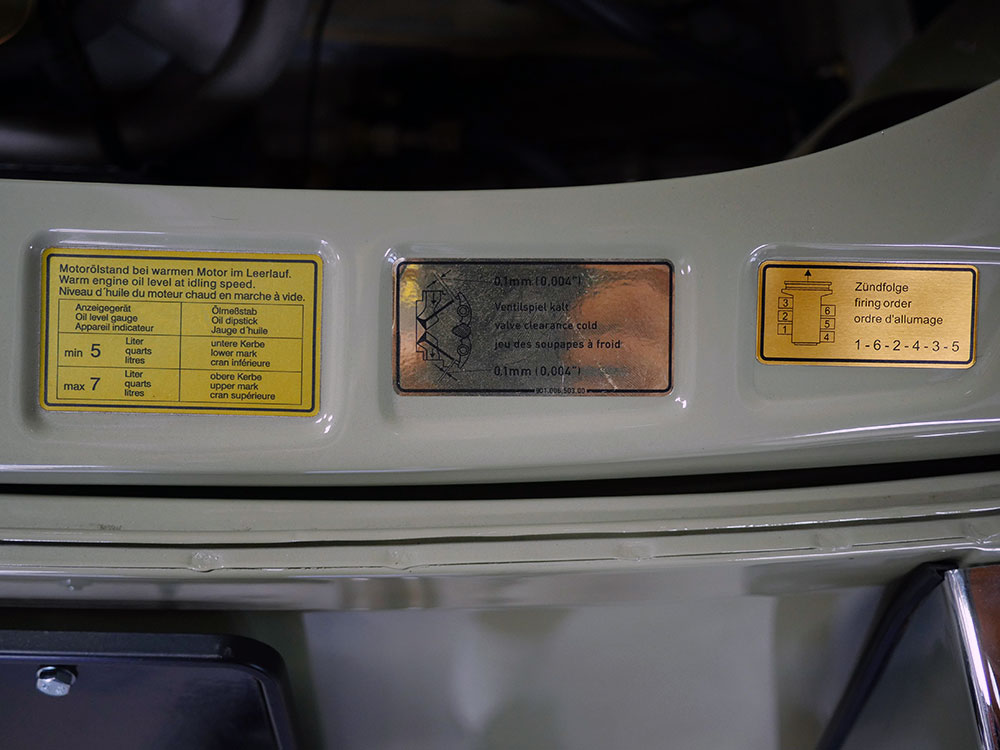 Motorölstand bei warmen Motor im Leerlauf.
Warm engine oil level at idling speed.
Niveau d´huile du moteur chaud en marche à vide.
Anzeigegerät
Oil level gauge
Appareil indicateur
Ölmeßstab
Oil dipstick
Jauge d´huile
min 5
Liter
quarts
litres
untere Kerbe
lower mark
cran inférieure
max 7
Liter
quarts
litres
obere Kerbe
upper mark
cran supérieure
0,1mm (0,004")
Ventilspiel kalt
valve clearance cold
jeu des soupapes à froid
0,1mm (0,004")
901.006.503.00
Zündfolge
firing order
ordre d'allumage
3
2
1
6
5
4
1-6-2-4-3-5